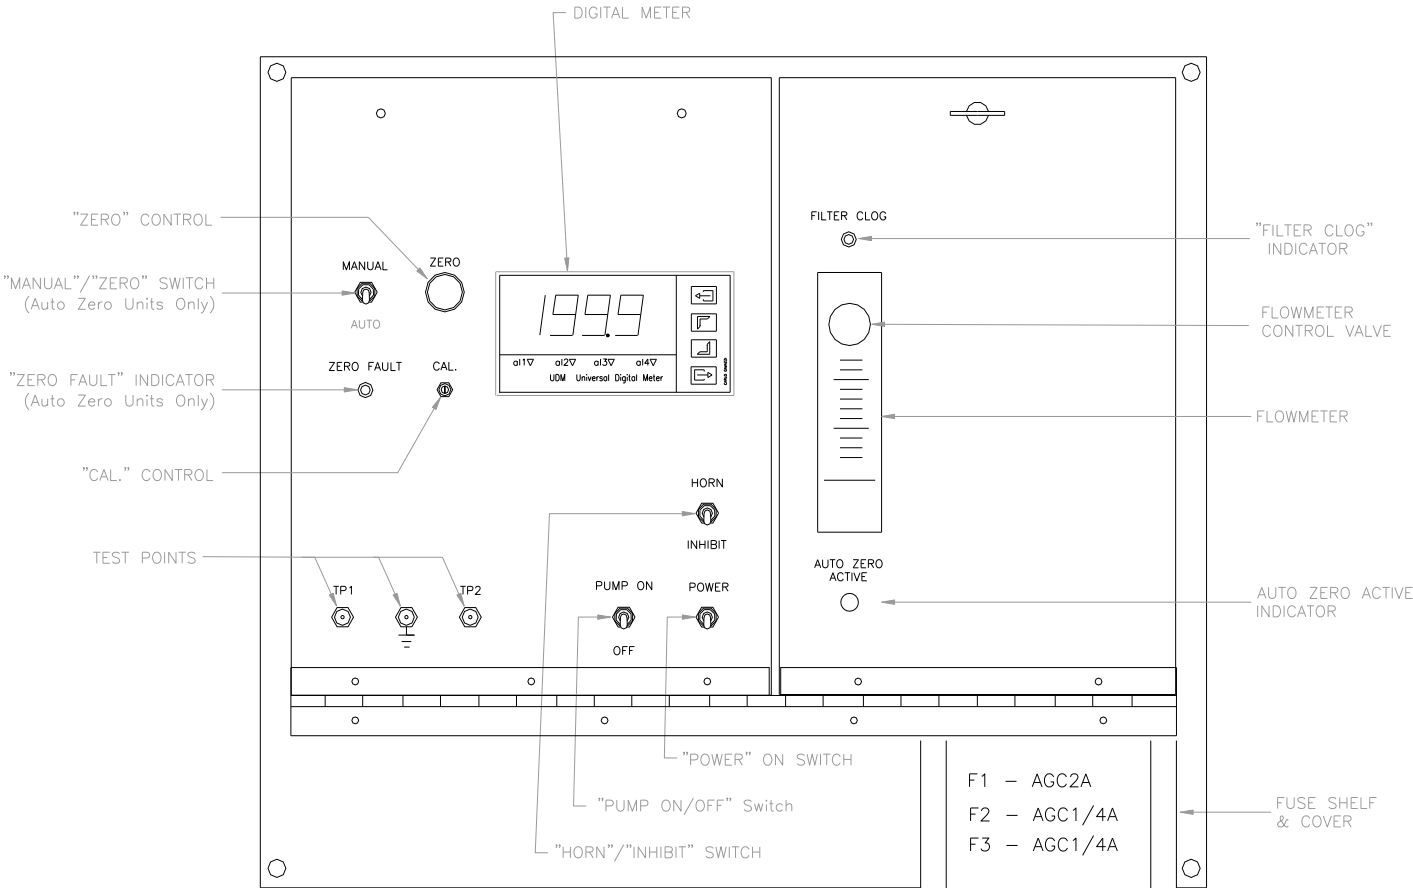 DIGITAL METER
"ZERO" CONTROL
"MANUAL"/"ZERO" SWITCH
(Auto Zero Units Only)
"ZERO FAULT" INDICATOR
(Auto Zero Units Only)
"CAL." CONTROL
TEST POINTS
MANUAL
AUTO
ZERO
ZERO FAULT
CAL.
199.9
al1▽ al2▽ al3▽ al4▽
UDM Universal Digital Meter
HORN
INHIBIT
TP1
TP2
PUMP ON
OFF
POWER
FILTER CLOG
AUTO ZERO
ACTIVE
"FILTER CLOG"
INDICATOR
FLOWMETER
CONTROL VALVE
FLOWMETER
AUTO ZERO ACTIVE
INDICATOR
"POWER" ON SWITCH
"PUMP ON/OFF" Switch
"HORN"/"INHIBIT" SWITCH
F1 – AGC2A
F2 – AGC1/4A
F3 – AGC1/4A
FUSE SHELF
& COVER